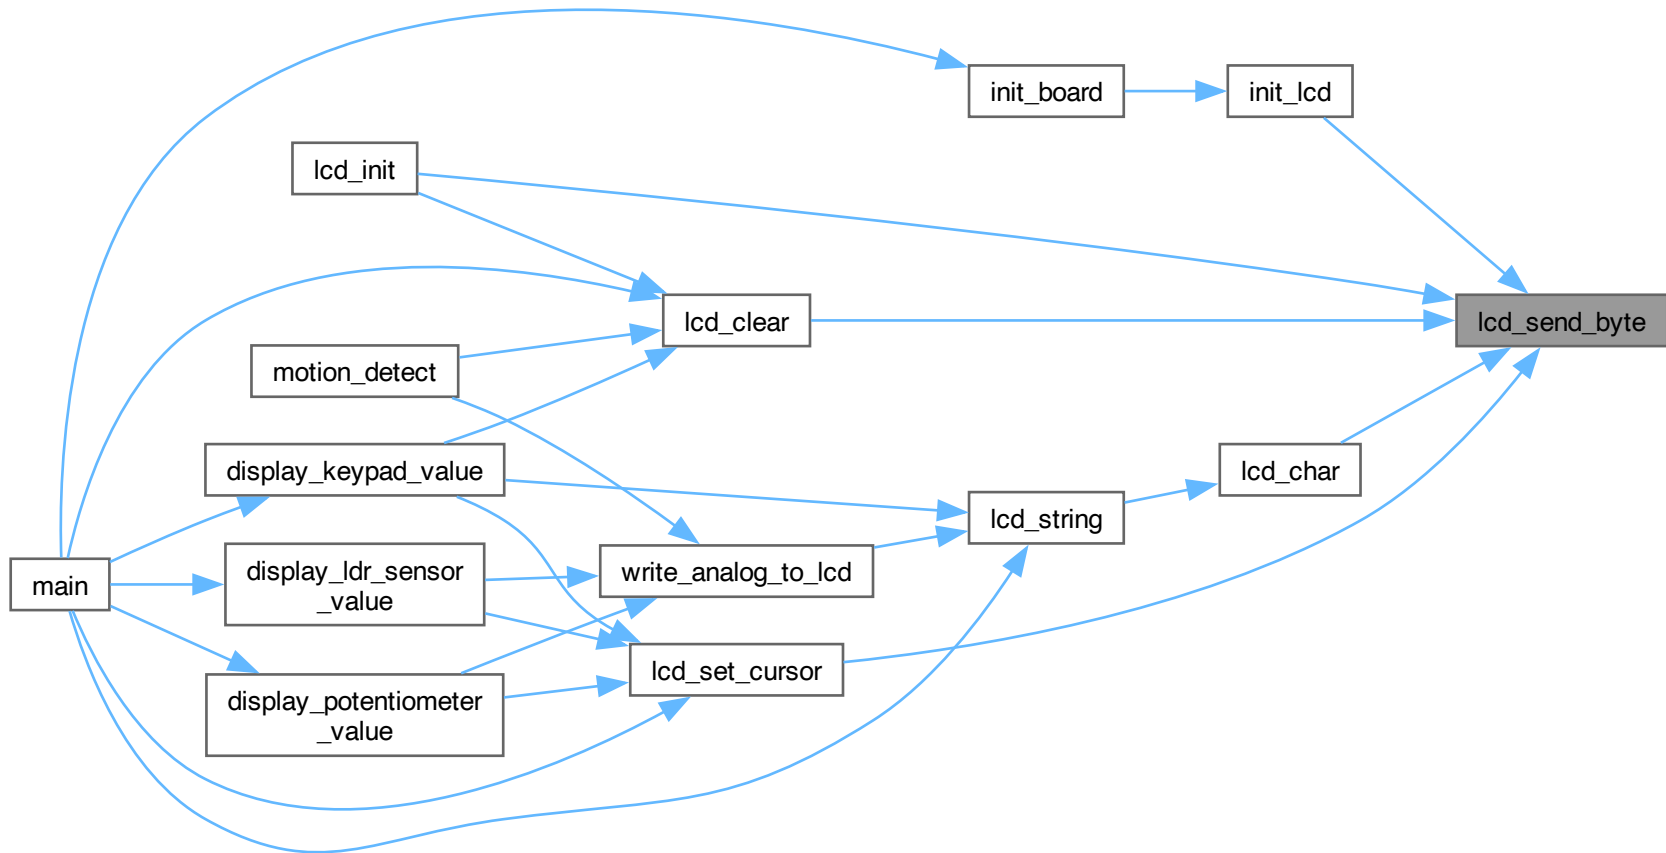 init_board
init_lcd
lcd_init
lcd_clear
lcd_send_byte
motion_detect
display_keypad_value
lcd_char
lcd_string
main
display_ldr_sensor
_value
write_analog_to_lcd
lcd_set_cursor
display_potentiometer
_value